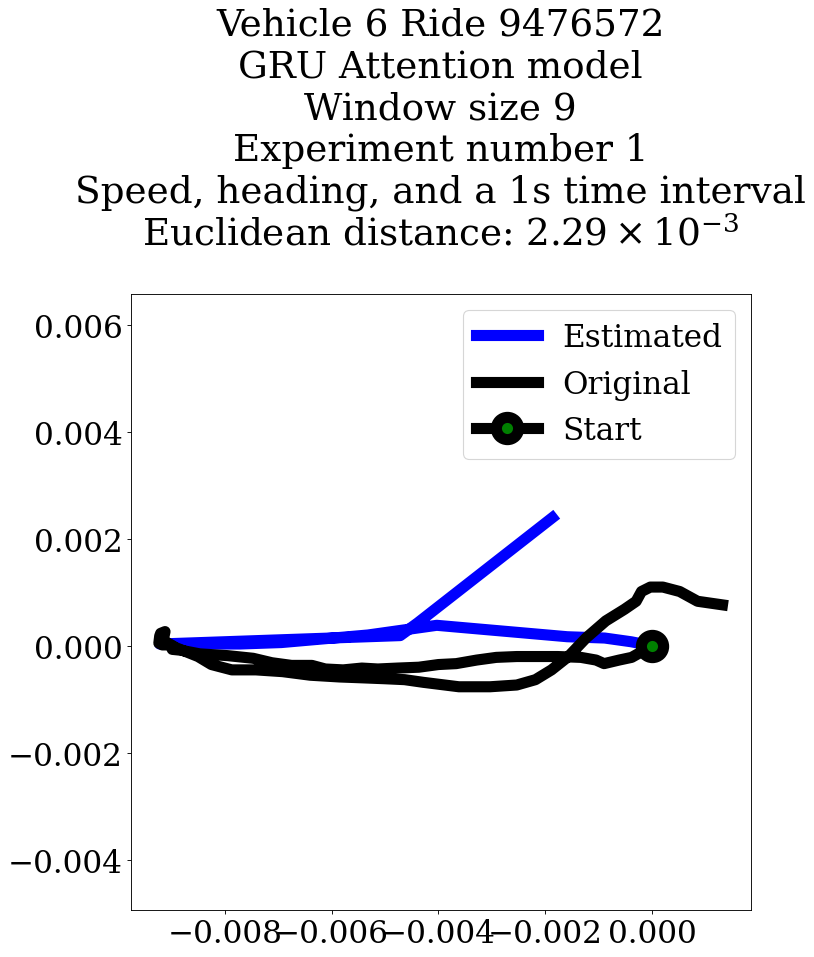 Vehicle 6 Ride 9476572
GRU Attention model
Window size 9
Experiment number 1
Speed, heading, and a 1s time interval
Euclidean distance: 2.29 × 10⁻³
Estimated
Original
Start
0.006
0.004
0.002
0.000
−0.002
−0.004
−0.008 −0.006 −0.004 −0.002 0.000